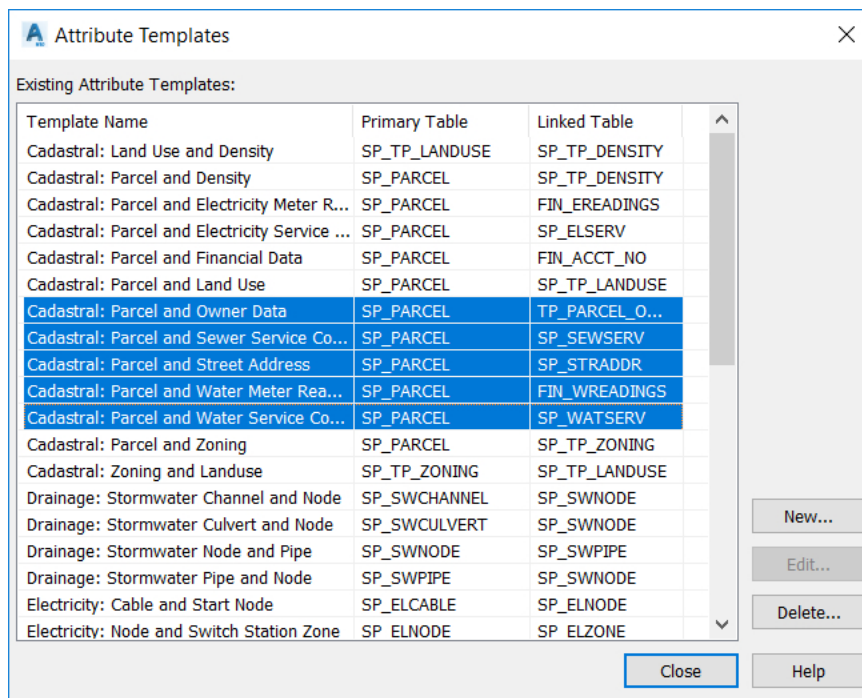 Attribute Templates
Existing Attribute Templates:
Template Name Primary Table Linked Table
Cadastral: Land Use and Density SP_TP_LANDUSE SP_TP_DENSITY
Cadastral: Parcel and Density SP_PARCEL SP_TP_DENSITY
Cadastral: Parcel and Electricity Meter R... SP_PARCEL FIN_EREADINGS
Cadastral: Parcel and Electricity Service ... SP_PARCEL SP_ELSERV
Cadastral: Parcel and Financial Data SP_PARCEL FIN_ACCT_NO
Cadastral: Parcel and Land Use SP_PARCEL SP_TP_LANDUSE
Cadastral: Parcel and Owner Data SP_PARCEL TP_PARCEL_O...
Cadastral: Parcel and Sewer Service Co... SP_PARCEL SP_SEWSERV
Cadastral: Parcel and Street Address SP_PARCEL SP_STRADDR
Cadastral: Parcel and Water Meter Rea... SP_PARCEL FIN_WREADINGS
Cadastral: Parcel and Water Service Co... SP_PARCEL SP_WATSERV
Cadastral: Parcel and Zoning SP_PARCEL SP_TP_ZONING
Cadastral: Zoning and Landuse SP_TP_ZONING SP_TP_LANDUSE
Drainage: Stormwater Channel and Node SP_SWCHANNEL SP_SWNODE
Drainage: Stormwater Culvert and Node SP_SWCULVERT SP_SWNODE
Drainage: Stormwater Node and Pipe SP_SWNODE SP_SWPIPE
Drainage: Stormwater Pipe and Node SP_SWPIPE SP_SWNODE
Electricity: Cable and Start Node SP_ELCABLE SP_ELNODE
Electricity: Node and Switch Station Zone SP_ELNODE SP_ELZONE
New...
Edit...
Delete...
Close Help